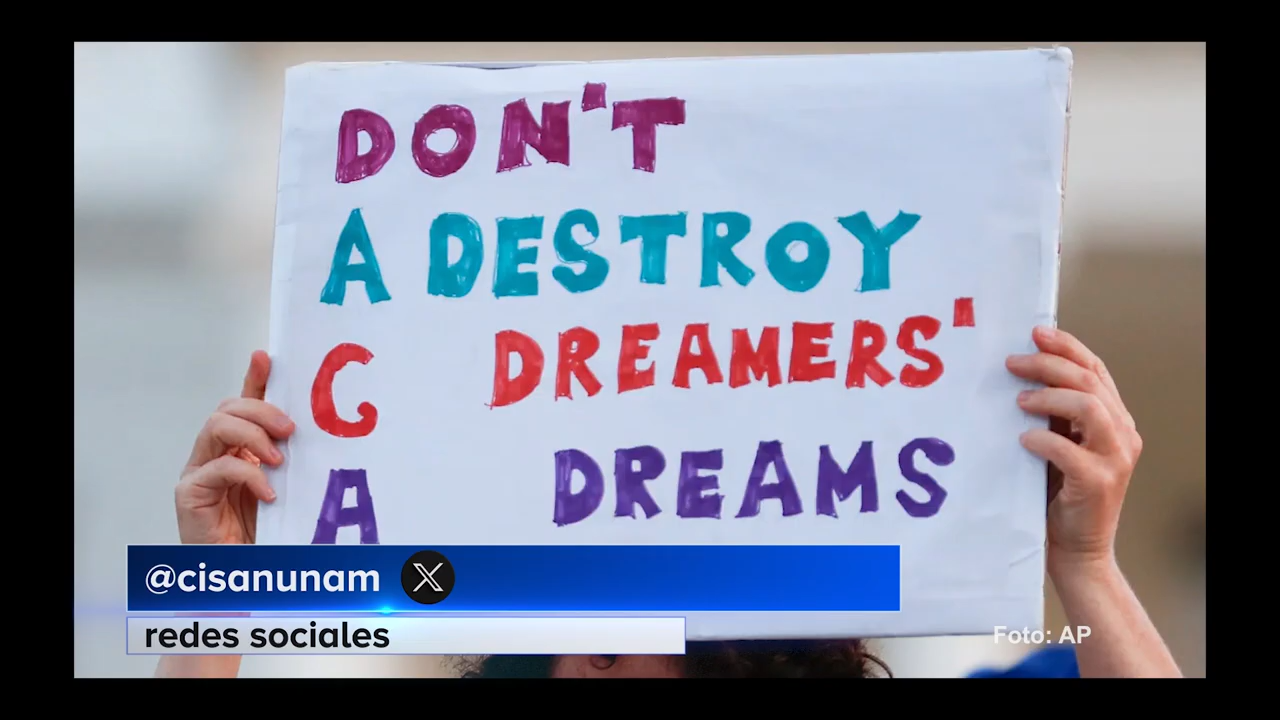 DON'T
A DESTROY
C DREAMERS'
A DREAMS
@cisanunam X
redes sociales
Foto: AP